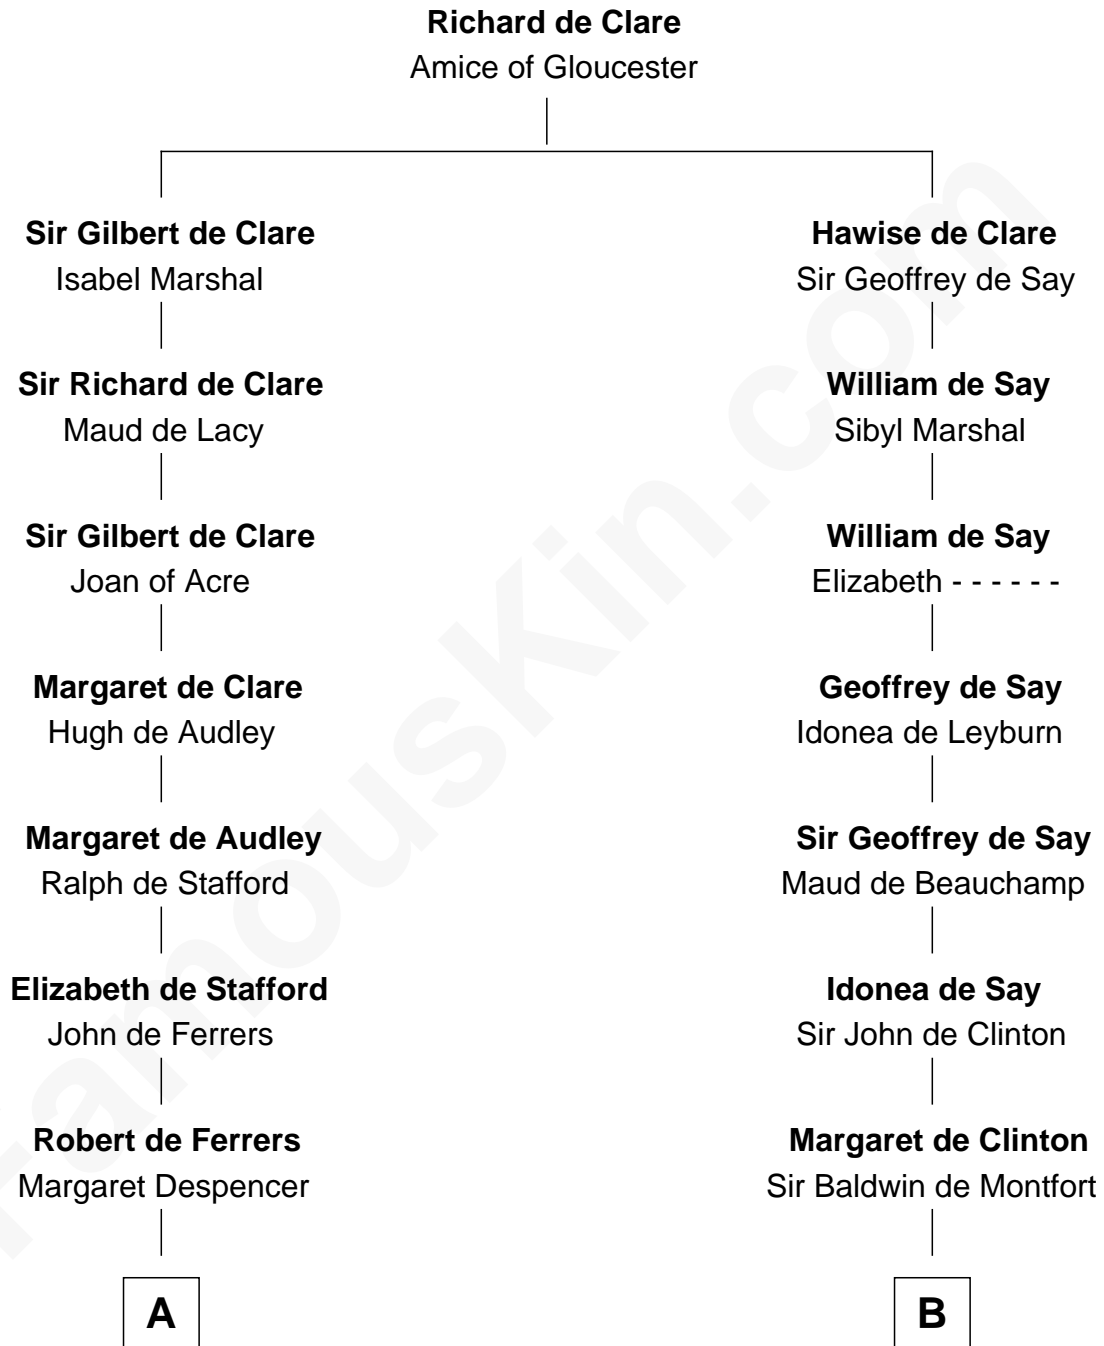 Richard de Clare
Amice of Gloucester
Sir Gilbert de Clare
Isabel Marshal
Hawise de Clare
Sir Geoffrey de Say
Sir Richard de Clare
Maud de Lacy
William de Say
Sibyl Marshal
Sir Gilbert de Clare
Joan of Acre
William de Say
Elizabeth - - - - - -
Margaret de Clare
Hugh de Audley
Geoffrey de Say
Idonea de Leyburn
Margaret de Audley
Ralph de Stafford
Sir Geoffrey de Say
Maud de Beauchamp
Elizabeth de Stafford
John de Ferrers
Idonea de Say
Sir John de Clinton
Robert de Ferrers
Margaret Despencer
Margaret de Clinton
Sir Baldwin de Montfort
A
B
FamousKin.com